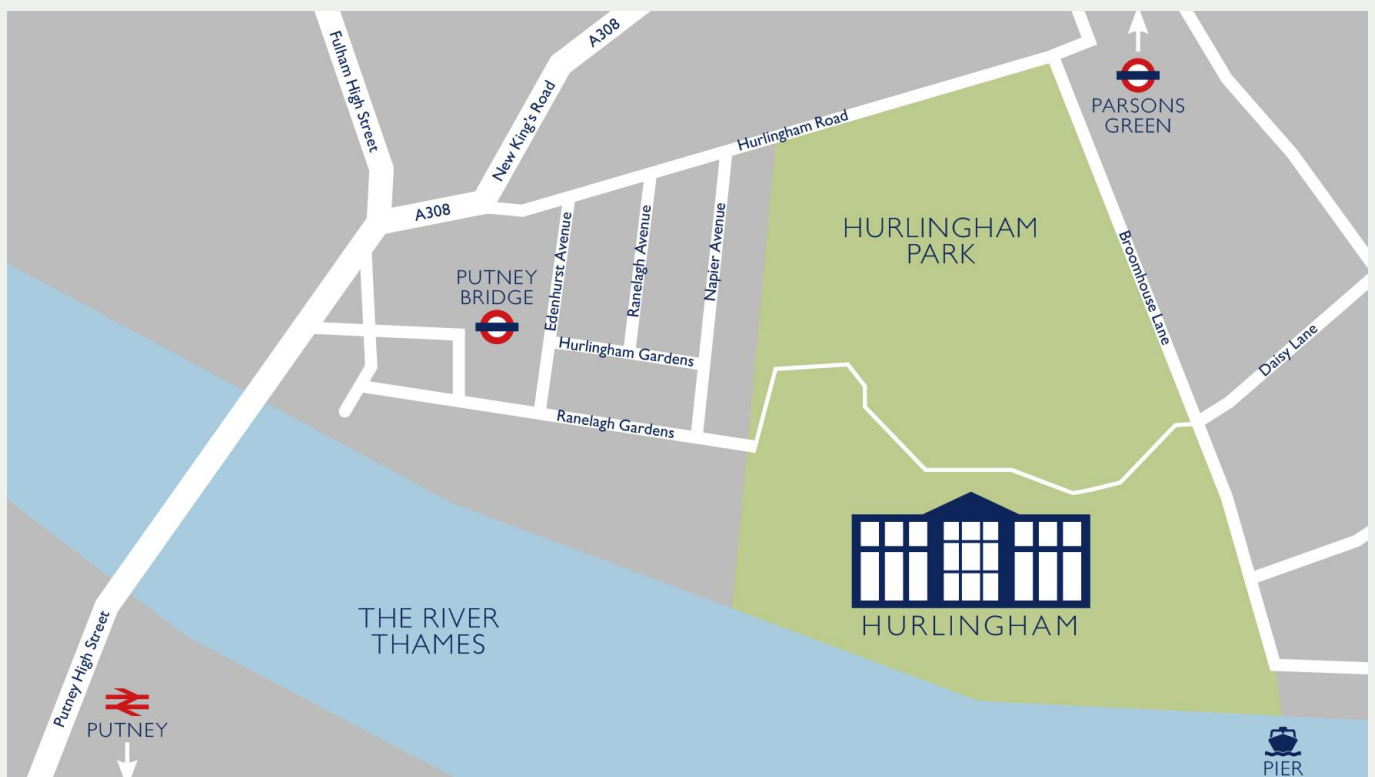 Fulham High Street
A308
New King's Road
A308
Hurlingham Road
PARSONS
GREEN
HURLINGHAM
PARK
Edenhurst Avenue
Ranelagh Avenue
Napier Avenue
Broomhouse Lane
PUTNEY
BRIDGE
Hurlingham Gardens
Daisy Lane
Ranelagh Gardens
THE RIVER
THAMES
HURLINGHAM
Putney High Street
PUTNEY
PIER